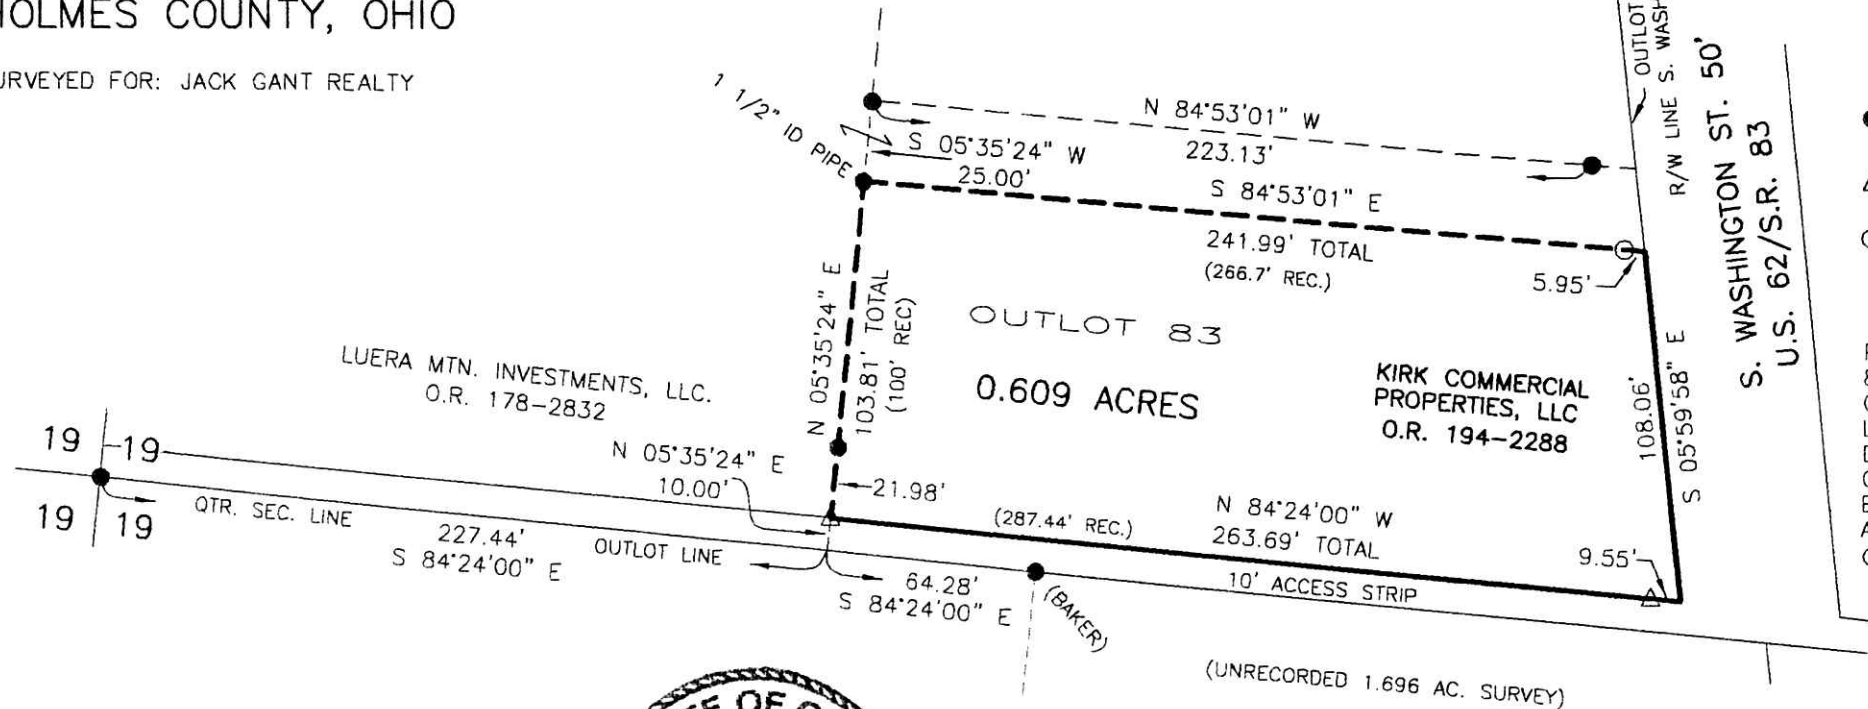 HOLMES COUNTY, OHIO
SURVEYED FOR: JACK GANT REALTY
1 1/2" ID PIPE
N 84°53'01" W
223.13'
S 05°35'24" W
25.00'
S 84°53'01" E
241.99' TOTAL
(266.7' REC.)
5.95'
OUTLOT
R/W LINE S. WASH
S. WASHINGTON ST. 50'
U.S. 62/S.R. 83
N 05°35'24" E
103.81' TOTAL
(100' REC)
OUTLOT 83
0.609 ACRES
KIRK COMMERCIAL
PROPERTIES, LLC
O.R. 194-2288
108.06'
S 05°59'58" E
LUERA MTN. INVESTMENTS, LLC.
O.R. 178-2832
19
19
19
19
N 05°35'24" E
10.00'
21.98'
(287.44' REC.)
N 84°24'00" W
263.69' TOTAL
9.55'
QTR. SEC. LINE
227.44'
S 84°24'00" E
OUTLOT LINE
64.28'
S 84°24'00" E
(BAKER)
10' ACCESS STRIP
(UNRECORDED 1.696 AC. SURVEY)
OF